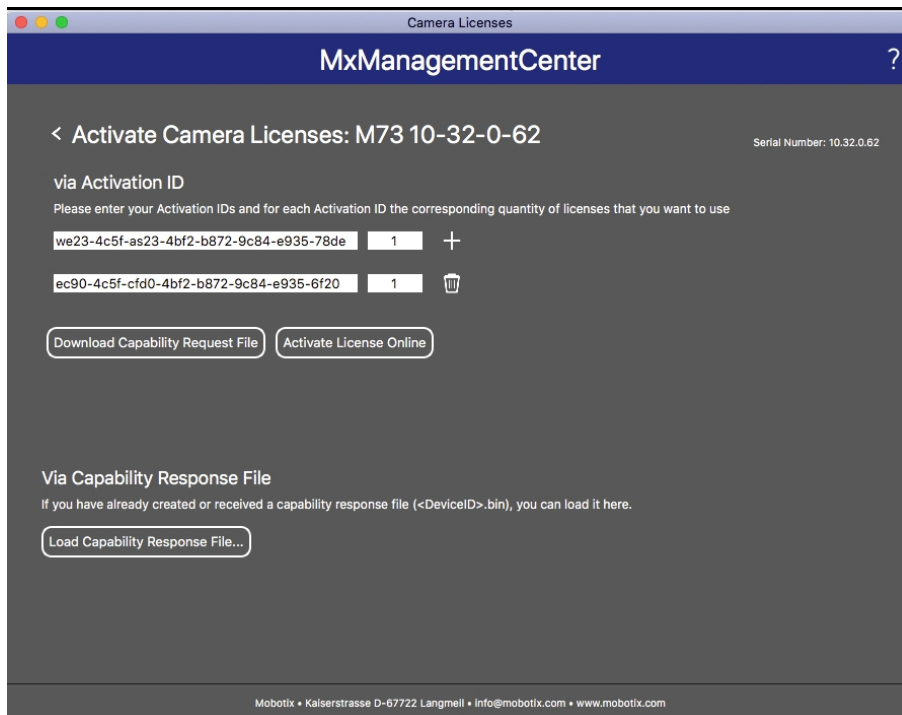 Camera Licenses
MxManagementCenter
?
< Activate Camera Licenses: M73 10-32-0-62
Serial Number: 10.32.0.62
via Activation ID
Please enter your Activation IDs and for each Activation ID the corresponding quantity of licenses that you want to use
we23-4c5f-as23-4bf2-b872-9c84-e935-78de 1 +
ec90-4c5f-cfd0-4bf2-b872-9c84-e935-6f20 1
Download Capability Request File Activate License Online
Via Capability Response File
If you have already created or received a capability response file (<DeviceID>.bin), you can load it here.
Load Capability Response File...
Mobotix • Kaiserstrasse D-67722 Langmeil • info@mobotix.com • www.mobotix.com